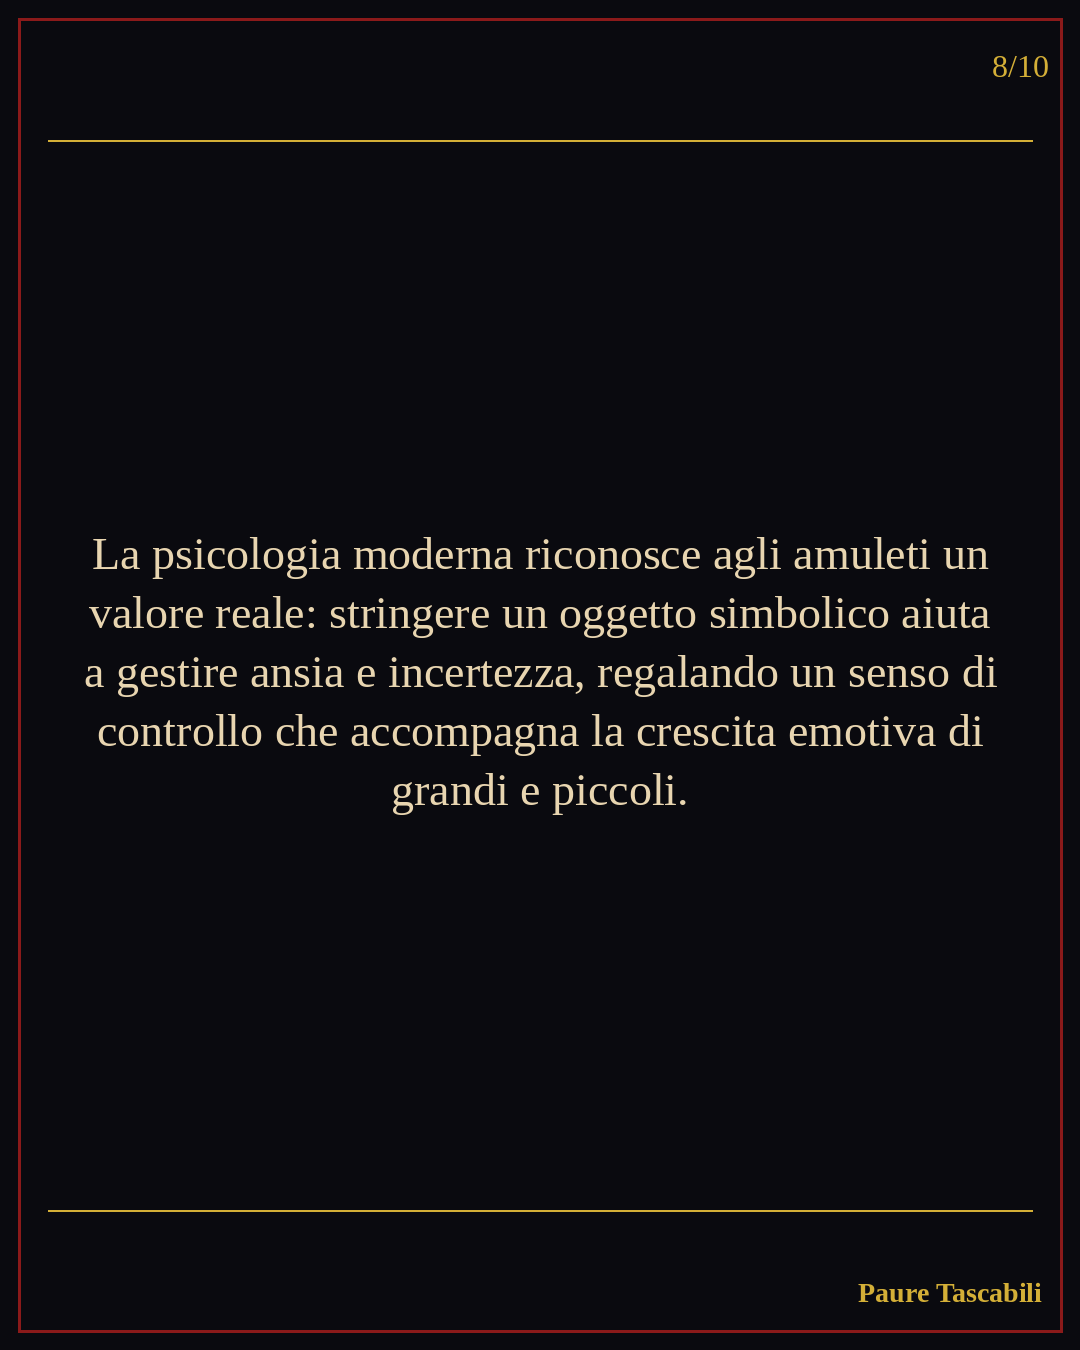 8/10
La psicologia moderna riconosce agli amuleti un
valore reale: stringere un oggetto simbolico aiuta
a gestire ansia e incertezza, regalando un senso di
controllo che accompagna la crescita emotiva di
grandi e piccoli.
Paure Tascabili